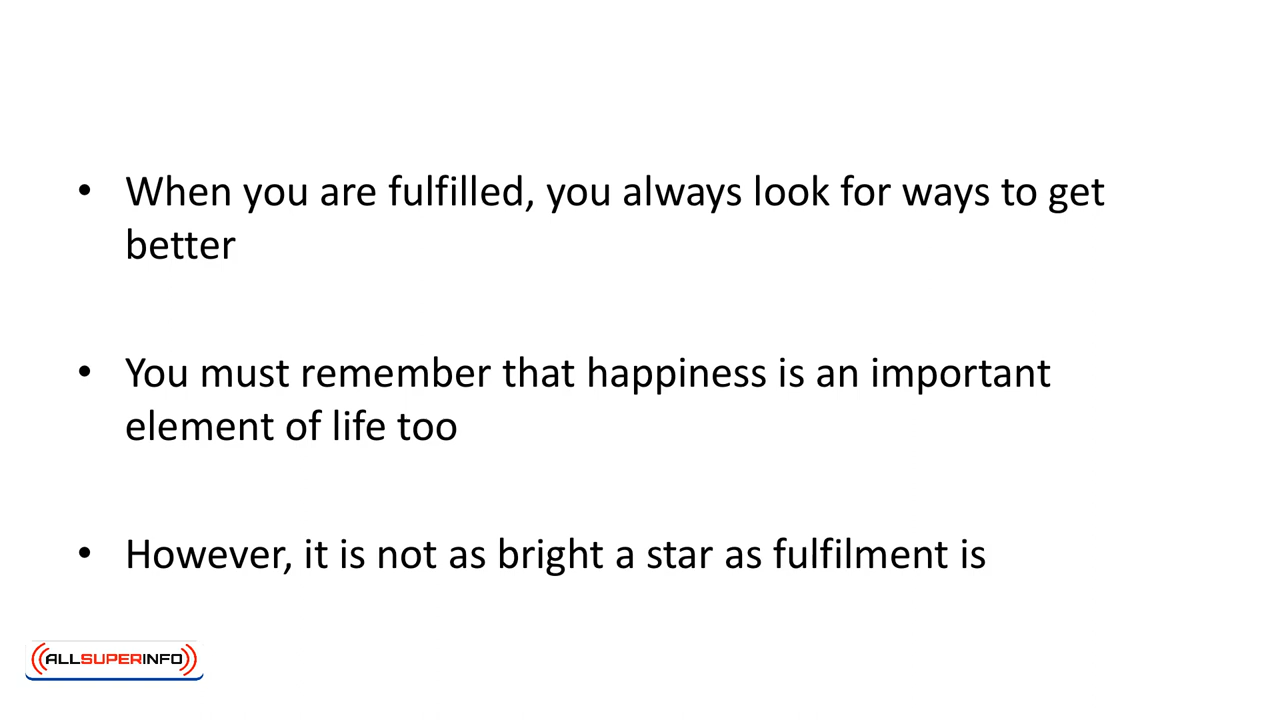 • When you are fulfilled, you always look for ways to get
better
• You must remember that happiness is an important
element of life too
• However, it is not as bright a star as fulfilment is
ALLSUPERINFO